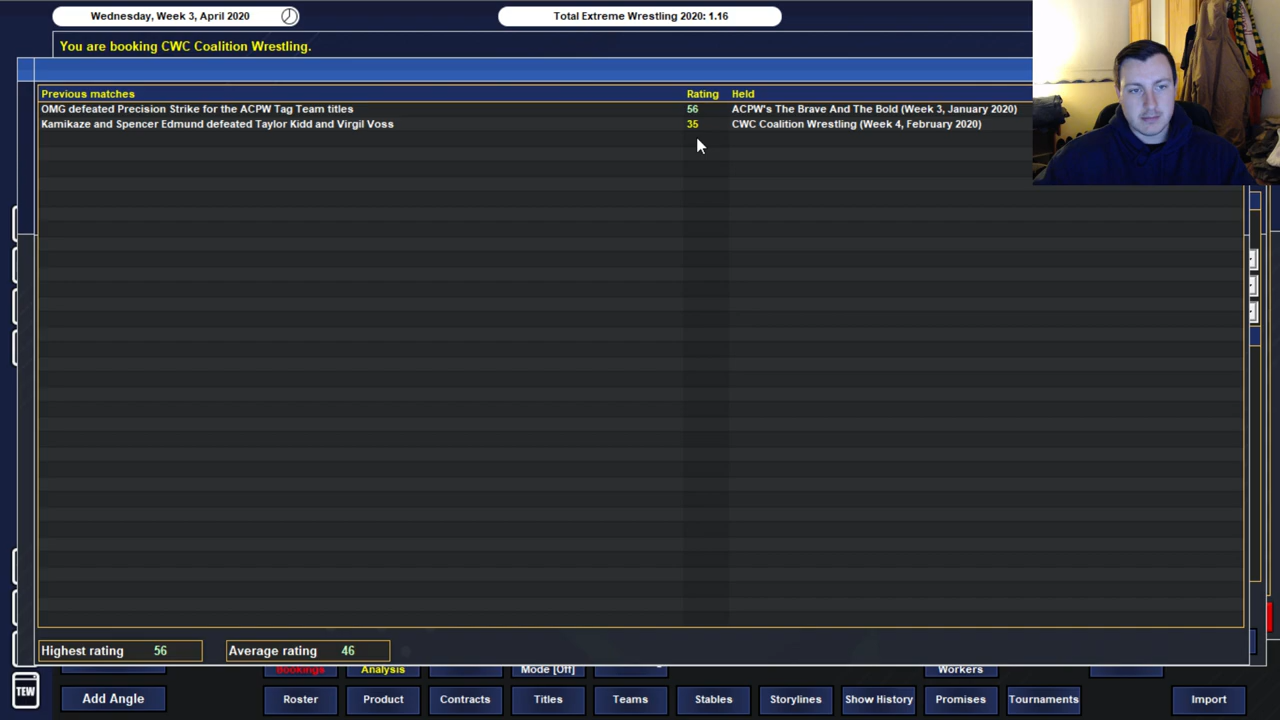 Wednesday, Week 3, April 2020
Total Extreme Wrestling 2020: 1.16
You are booking CWC Coalition Wrestling.
Previous matches Rating Held
OMG defeated Precision Strike for the ACPW Tag Team titles 56 ACPW's The Brave And The Bold (Week 3, January 2020)
Kamikaze and Spencer Edmund defeated Taylor Kidd and Virgil Voss 35 CWC Coalition Wrestling (Week 4, February 2020)
Highest rating 56 Average rating 46
Bookings Analysis Mode [Off] Workers
TEW Add Angle Roster Product Contracts Titles Teams Stables Storylines Show History Promises Tournaments Import